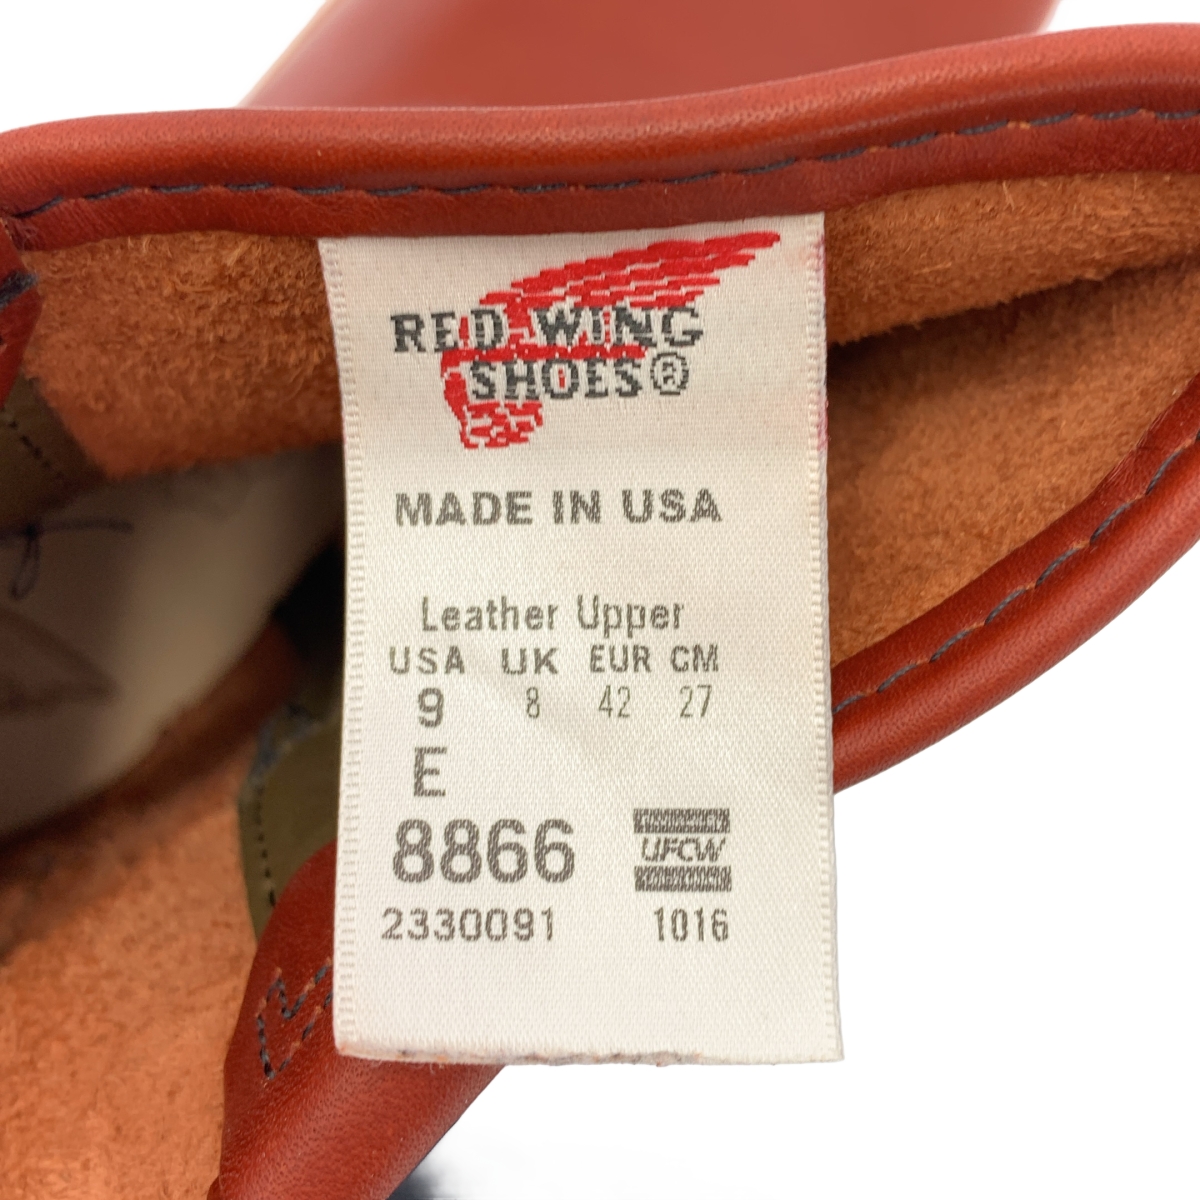 RED WING
SHOES®
MADE IN USA
Leather Upper
USA UK EUR CM
9 8 42 27
E
8866
UFCW
2330091 1016